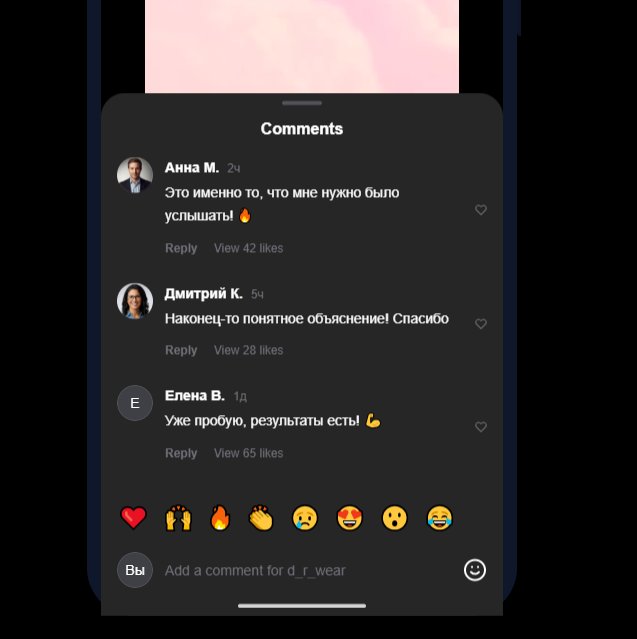 Comments
Анна М. 2ч
Это именно то, что мне нужно было
услышать! 🔥
Reply View 42 likes
Дмитрий К. 5ч
Наконец-то понятное объяснение! Спасибо
Reply View 28 likes
Е
Елена В. 1д
Уже пробую, результаты есть! 💪
Reply View 65 likes
❤️ 🙌 🔥 👏 😢 😍 😮 😂
Вы Add a comment for d_r_wear